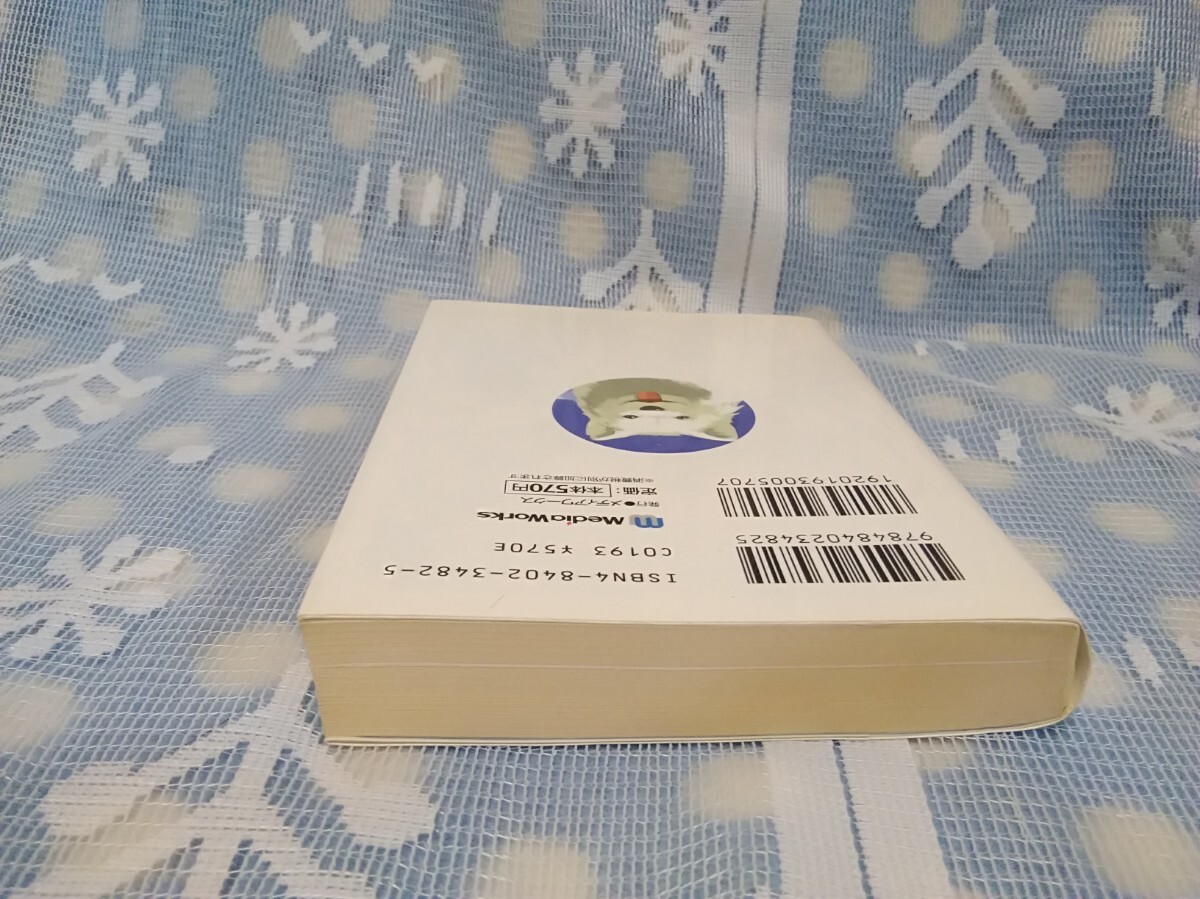 9784840234825
1920193005707
ISBN4-8402-3482-5
C0193 ¥570E
MediaWorks
発行●メディアワークス
定価：本体570円
※消費税が別に加算されます